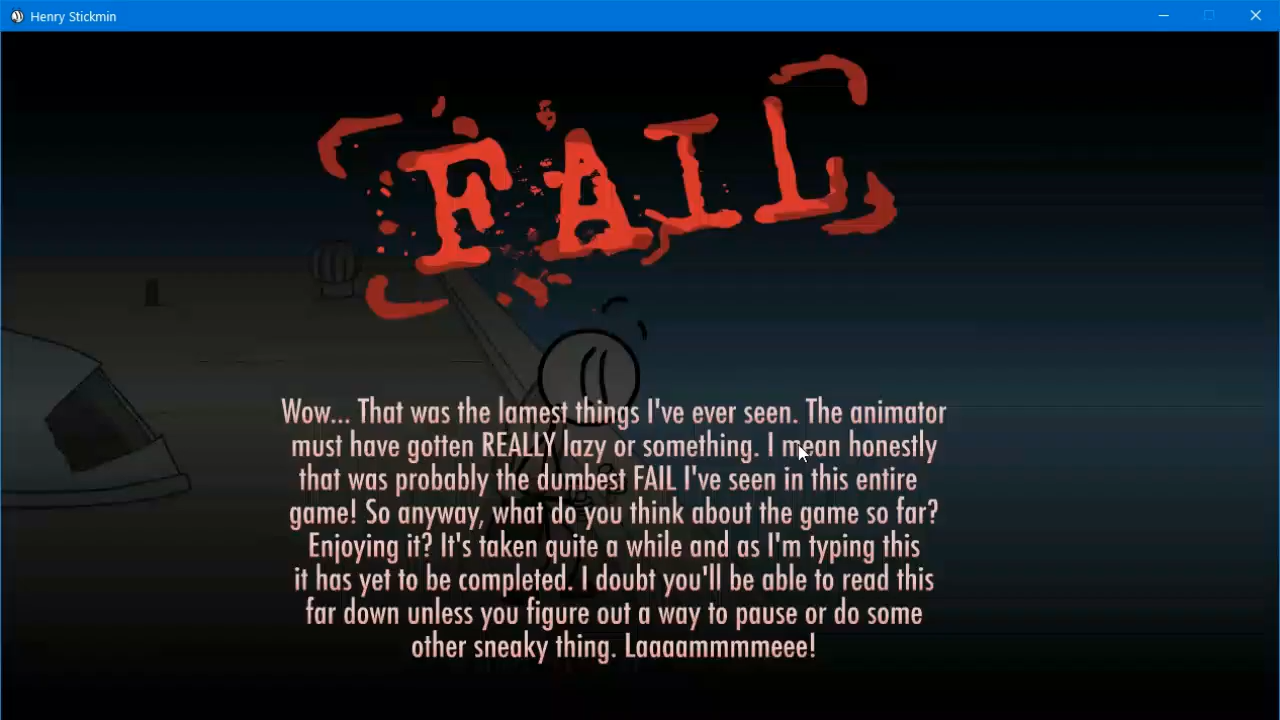 Henry Stickmin
FAIL
Wow... That was the lamest things I've ever seen. The animator
must have gotten REALLY lazy or something. I mean honestly
that was probably the dumbest FAIL I've seen in this entire
game! So anyway, what do you think about the game so far?
Enjoying it? It's taken quite a while and as I'm typing this
it has yet to be completed. I doubt you'll be able to read this
far down unless you figure out a way to pause or do some
other sneaky thing. Laaaammmmeee!